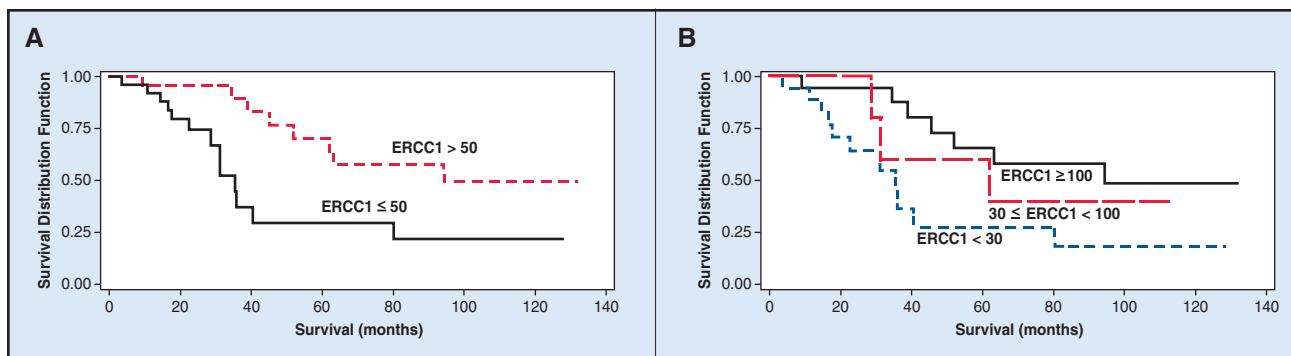 A
Survival Distribution Function
1.00
0.75
0.50
0.25
0.00
ERCC1 > 50
ERCC1 ≤ 50
0 20 40 60 80 100 120 140
Survival (months)
B
Survival Distribution Function
1.00
0.75
0.50
0.25
0.00
ERCC1 ≥ 100
30 ≤ ERCC1 < 100
ERCC1 < 30
0 20 40 60 80 100 120 140
Survival (months)